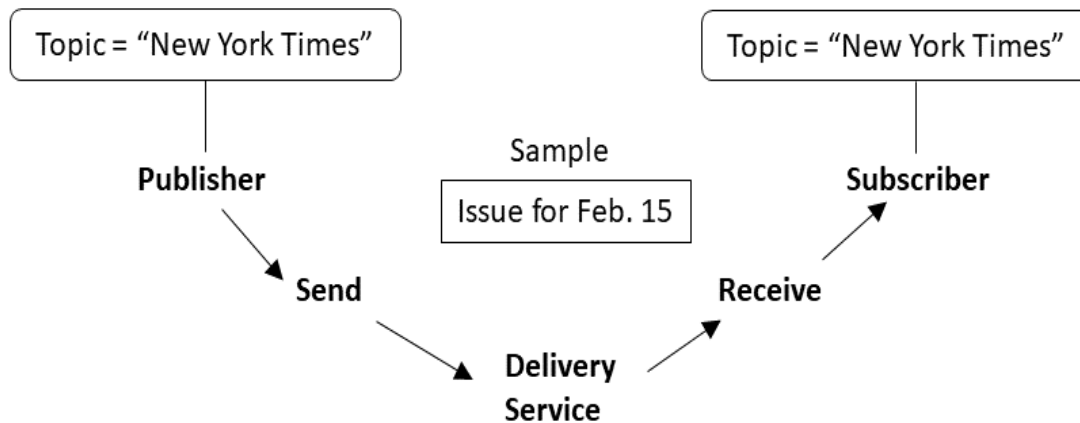 Topic = “New York Times”
Topic = “New York Times”
Sample
Publisher
Issue for Feb. 15
Subscriber
Send
Receive
Delivery
Service